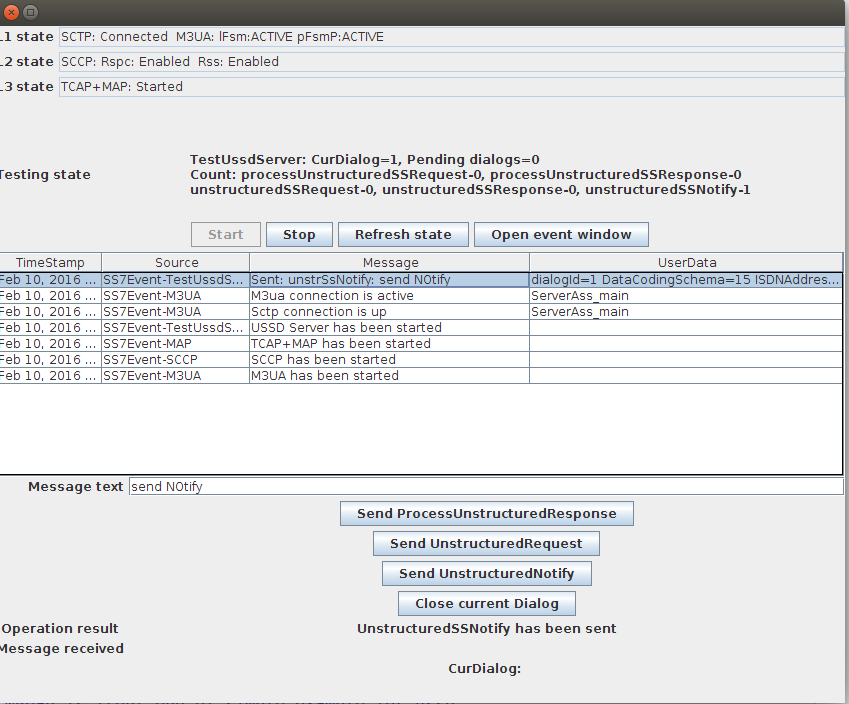 L1 state SCTP: Connected M3UA: lFsm:ACTIVE pFsmP:ACTIVE
L2 state SCCP: Rspc: Enabled Rss: Enabled
L3 state TCAP+MAP: Started
TestUssdServer: CurDialog=1, Pending dialogs=0
Testing state Count: processUnstructuredSSRequest-0, processUnstructuredSSResponse-0
unstructuredSSRequest-0, unstructuredSSResponse-0, unstructuredSSNotify-1
Start Stop Refresh state Open event window
TimeStamp Source Message UserData
Feb 10, 2016 ... SS7Event-TestUssdS... Sent: unstrSsNotify: send NOtify dialogId=1 DataCodingSchema=15 ISDNAddres...
Feb 10, 2016 ... SS7Event-M3UA M3ua connection is active ServerAss_main
Feb 10, 2016 ... SS7Event-M3UA Sctp connection is up ServerAss_main
Feb 10, 2016 ... SS7Event-TestUssdS... USSD Server has been started
Feb 10, 2016 ... SS7Event-MAP TCAP+MAP has been started
Feb 10, 2016 ... SS7Event-SCCP SCCP has been started
Feb 10, 2016 ... SS7Event-M3UA M3UA has been started
Message text send NOtify
Send ProcessUnstructuredResponse
Send UnstructuredRequest
Send UnstructuredNotify
Close current Dialog
Operation result UnstructuredSSNotify has been sent
Message received
CurDialog: